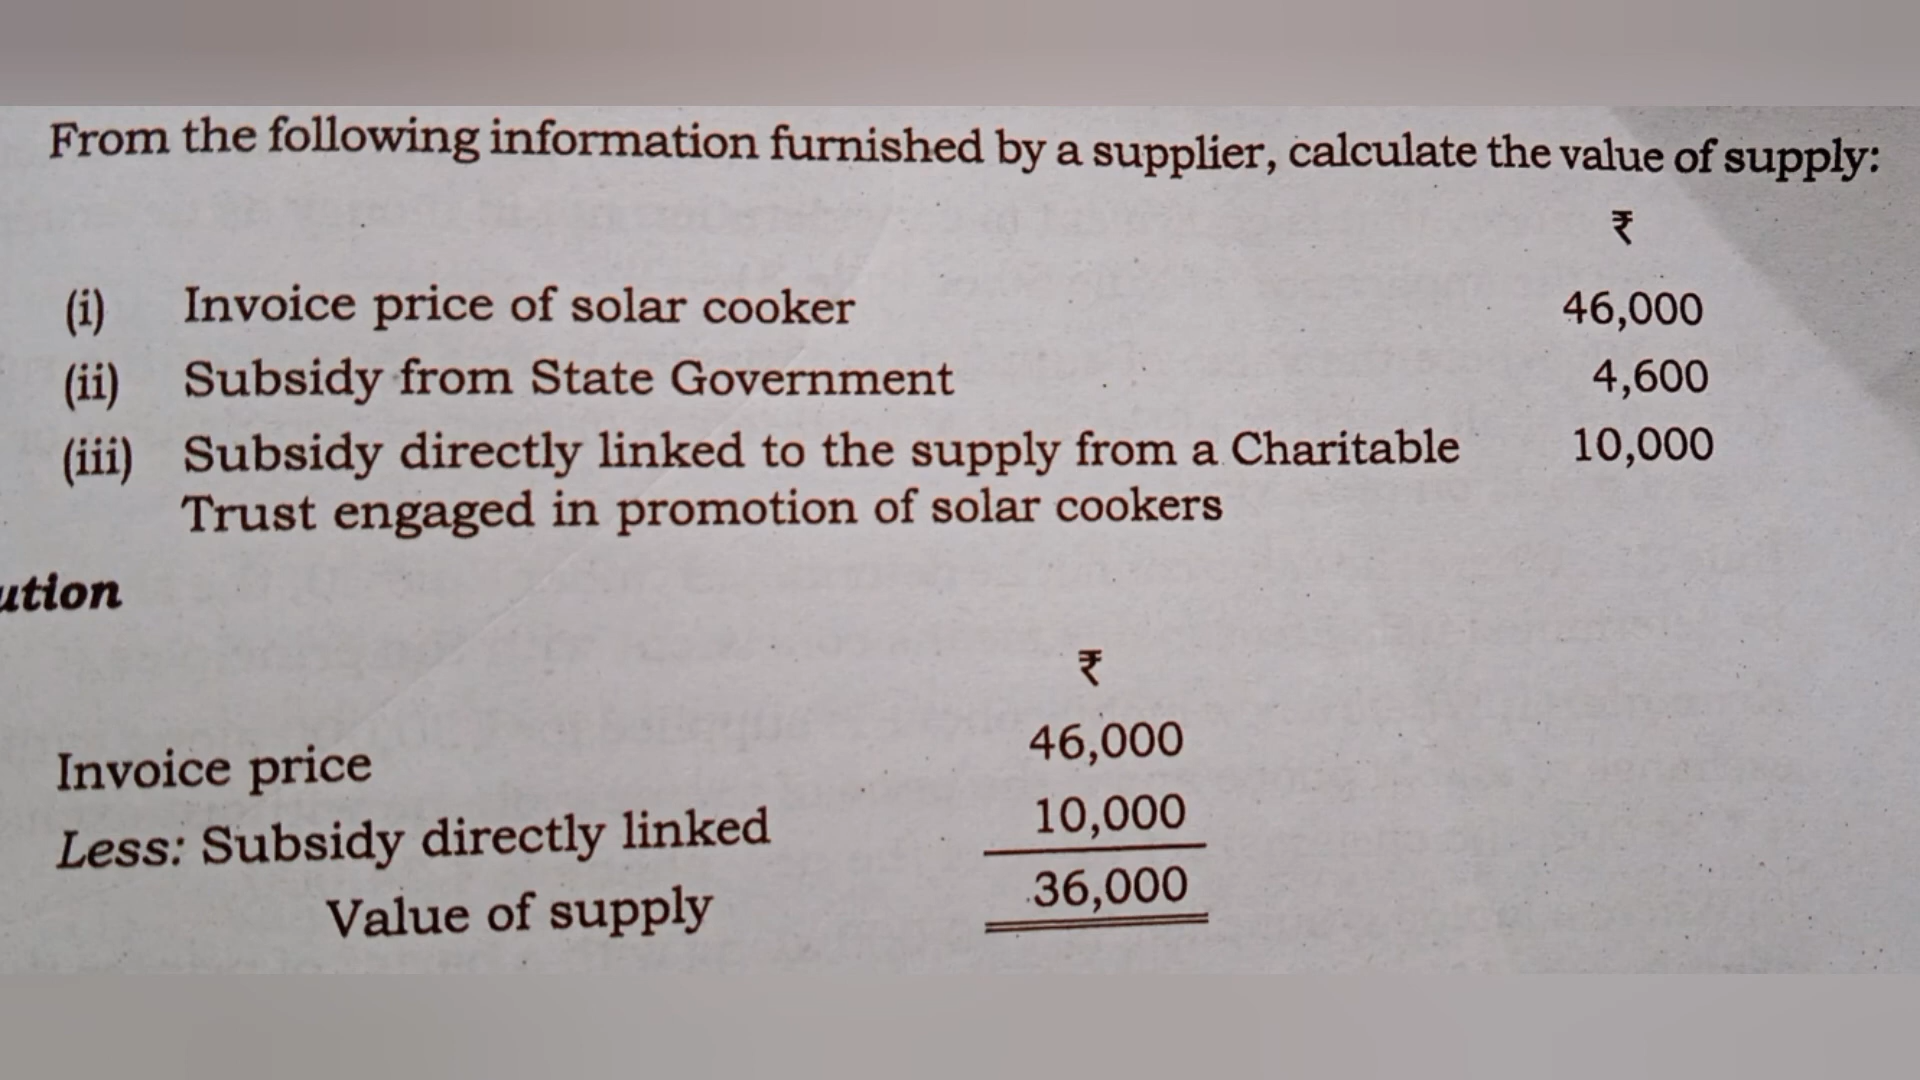 From the following information furnished by a supplier, calculate the value of supply:
₹
(i) Invoice price of solar cooker 46,000
(ii) Subsidy from State Government 4,600
(iii) Subsidy directly linked to the supply from a Charitable 10,000
Trust engaged in promotion of solar cookers
ution
₹
Invoice price 46,000
Less: Subsidy directly linked 10,000
Value of supply 36,000